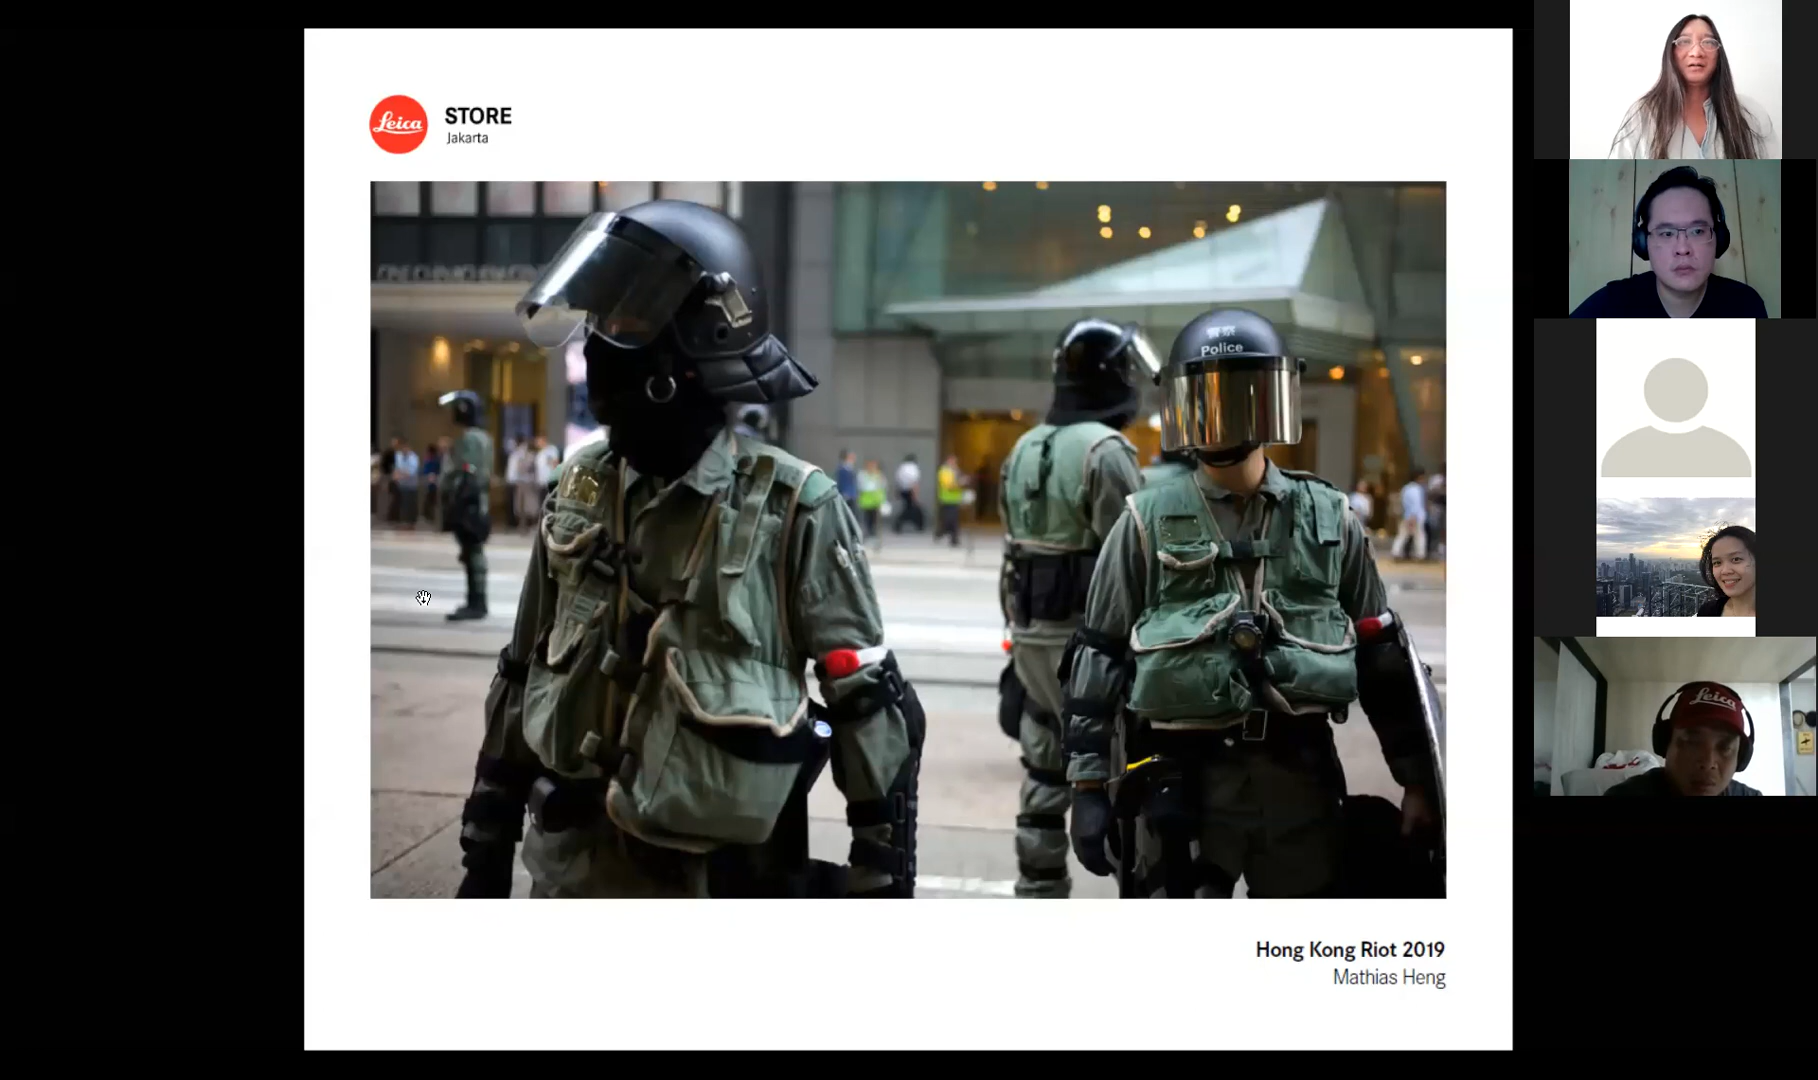 Leica
STORE
Jakarta
警察
Police
Hong Kong Riot 2019
Mathias Heng
Leica